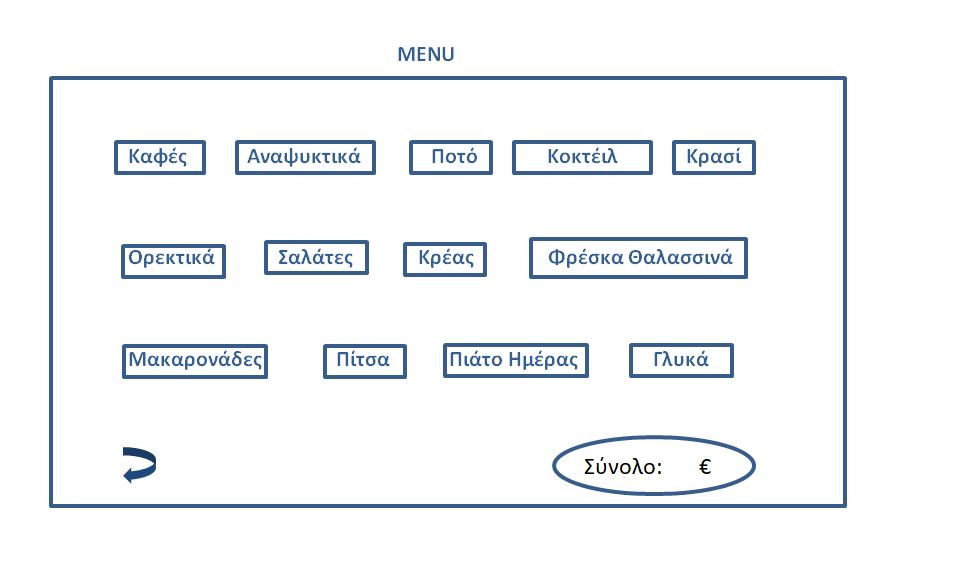 MENU
Καφές Αναψυκτικά Ποτό Κοκτέιλ Κρασί
Ορεκτικά Σαλάτες Κρέας Φρέσκα Θαλασσινά
Μακαρονάδες Πίτσα Πιάτο Ημέρας Γλυκά
Σύνολο: €